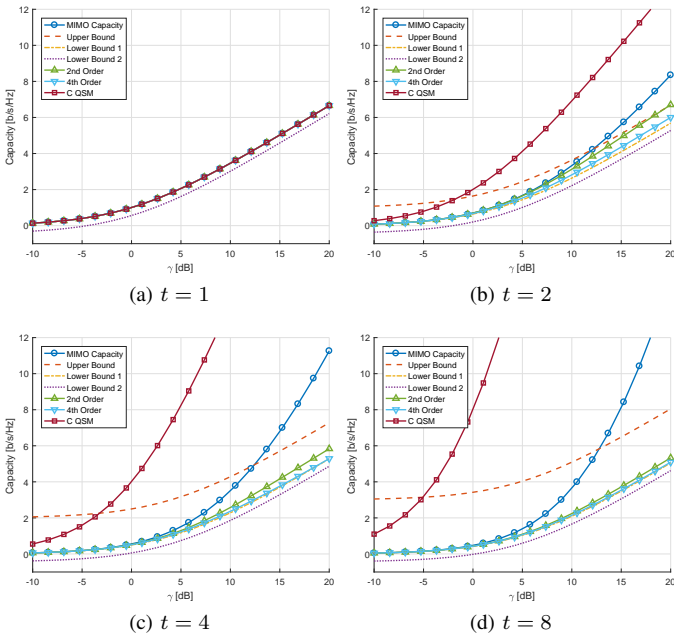 12
10
8
6
4
2
0
Capacity [b/s/Hz]
MIMO Capacity
Upper Bound
Lower Bound 1
Lower Bound 2
2nd Order
4th Order
C QSM
-10 -5 0 5 10 15 20
γ [dB]
(a) t = 1
12
10
8
6
4
2
0
Capacity [b/s/Hz]
MIMO Capacity
Upper Bound
Lower Bound 1
Lower Bound 2
2nd Order
4th Order
C QSM
-10 -5 0 5 10 15 20
γ [dB]
(b) t = 2
12
10
8
6
4
2
0
Capacity [b/s/Hz]
MIMO Capacity
Upper Bound
Lower Bound 1
Lower Bound 2
2nd Order
4th Order
C QSM
-10 -5 0 5 10 15 20
γ [dB]
(c) t = 4
12
10
8
6
4
2
0
Capacity [b/s/Hz]
MIMO Capacity
Upper Bound
Lower Bound 1
Lower Bound 2
2nd Order
4th Order
C QSM
-10 -5 0 5 10 15 20
γ [dB]
(d) t = 8